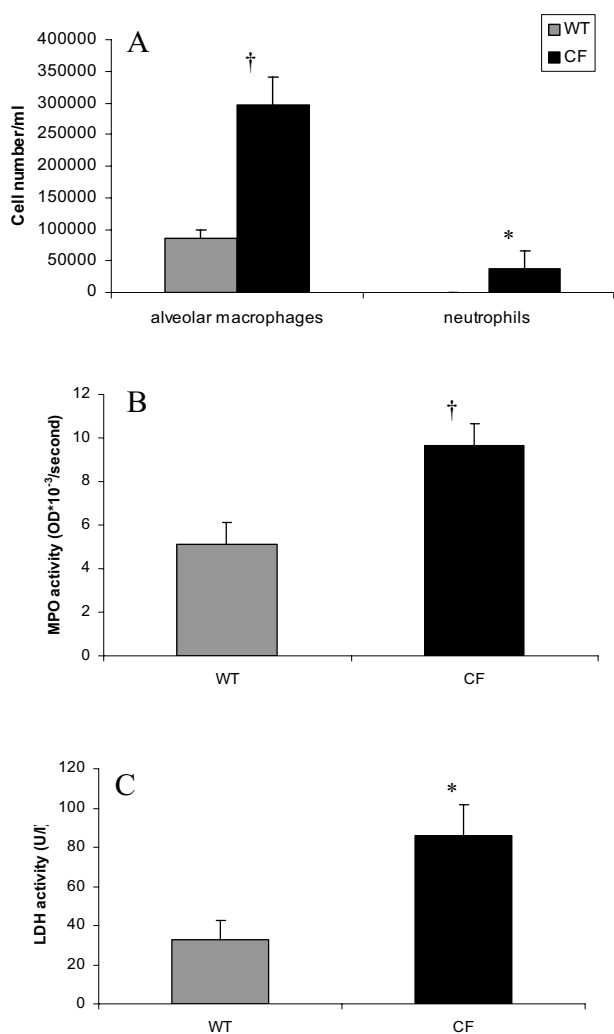 A
WT
CF
400000
350000
300000
250000
200000
150000
100000
50000
0
Cell number/ml
†
*
alveolar macrophages
neutrophils
B
12
10
8
6
4
2
0
MPO activity (OD*10-3/second)
†
WT
CF
C
120
100
80
60
40
20
0
LDH activity (U/l)
*
WT
CF